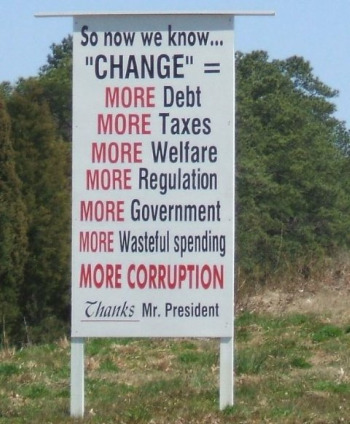 So now we know...
"CHANGE" =
MORE Debt
MORE Taxes
MORE Welfare
MORE Regulation
MORE Government
MORE Wasteful spending
MORE CORRUPTION
Thanks Mr. President